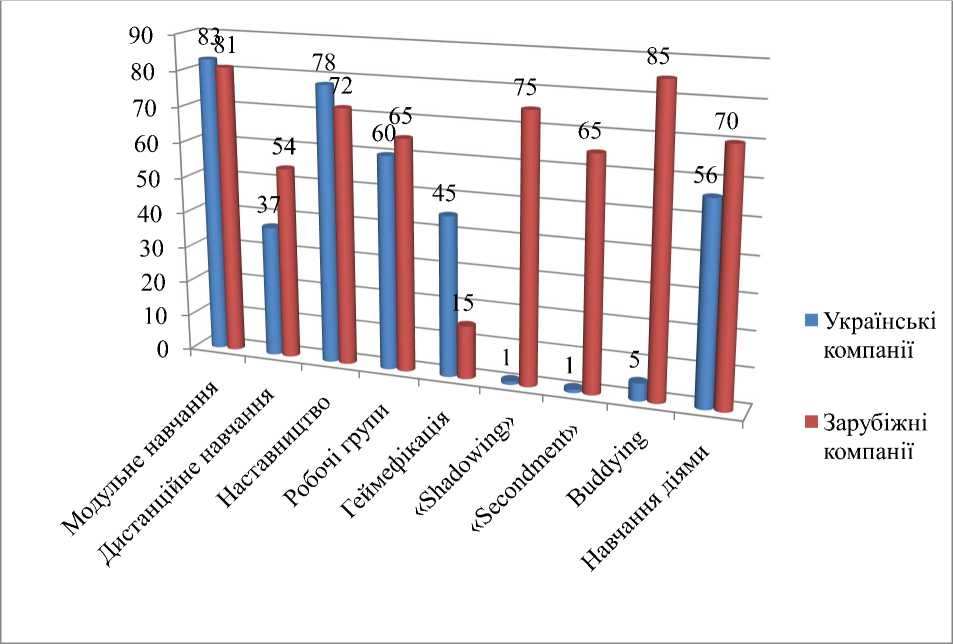 90
80
70
60
50
40
30
20
10
0
83
81
37
54
78
72
60
65
45
15
1
75
1
65
5
85
56
70
Модульне навчання
Дистанційне навчання
Наставництво
Робочі групи
Геймефікація
«Shadowing»
«Secondment»
Buddying
Навчання діями
Українські
компанії
Зарубіжні
компанії